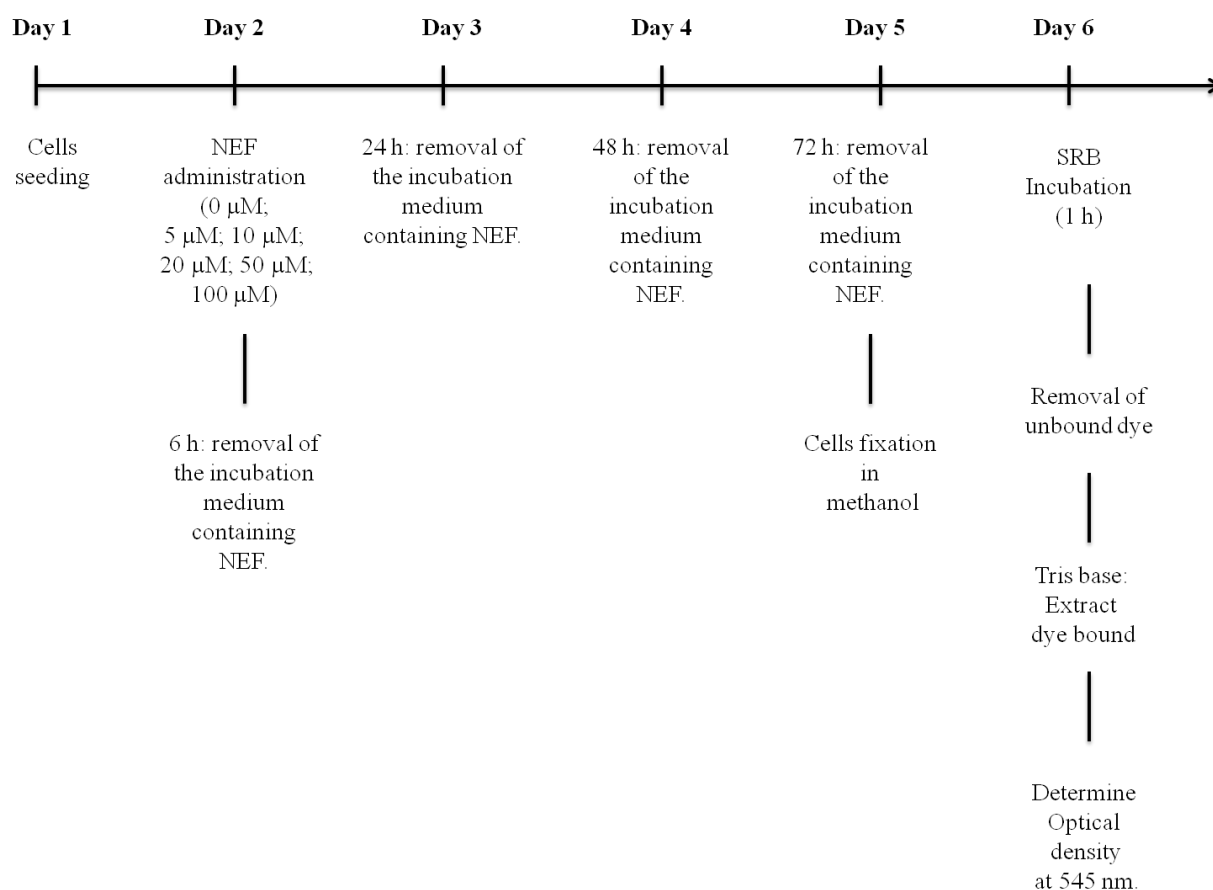 Day 1
Day 2
Day 3
Day 4
Day 5
Day 6
Cells
seeding
NEF
administration
(0 μM;
5 μM; 10 μM;
20 μM; 50 μM;
100 μM)
6 h: removal of
the incubation
medium
containing
NEF.
24 h: removal of
the incubation
medium
containing NEF.
48 h: removal
of the
incubation
medium
containing
NEF.
72 h: removal
of the
incubation
medium
containing
NEF.
Cells fixation
in
methanol
SRB
Incubation
(1 h)
Removal of
unbound dye
Tris base:
Extract
dye bound
Determine
Optical
density
at 545 nm.